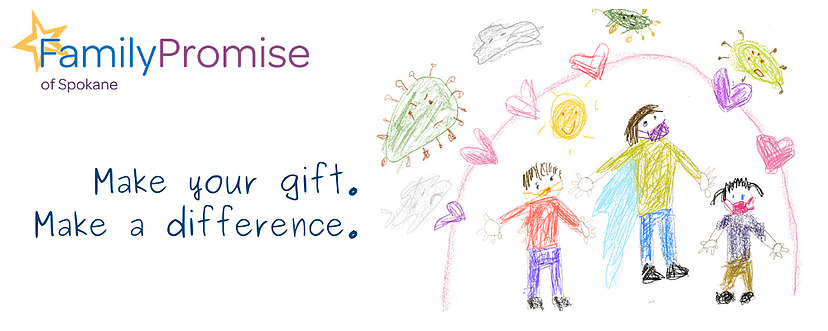 FamilyPromise
of Spokane
Make your gift.
Make a difference.